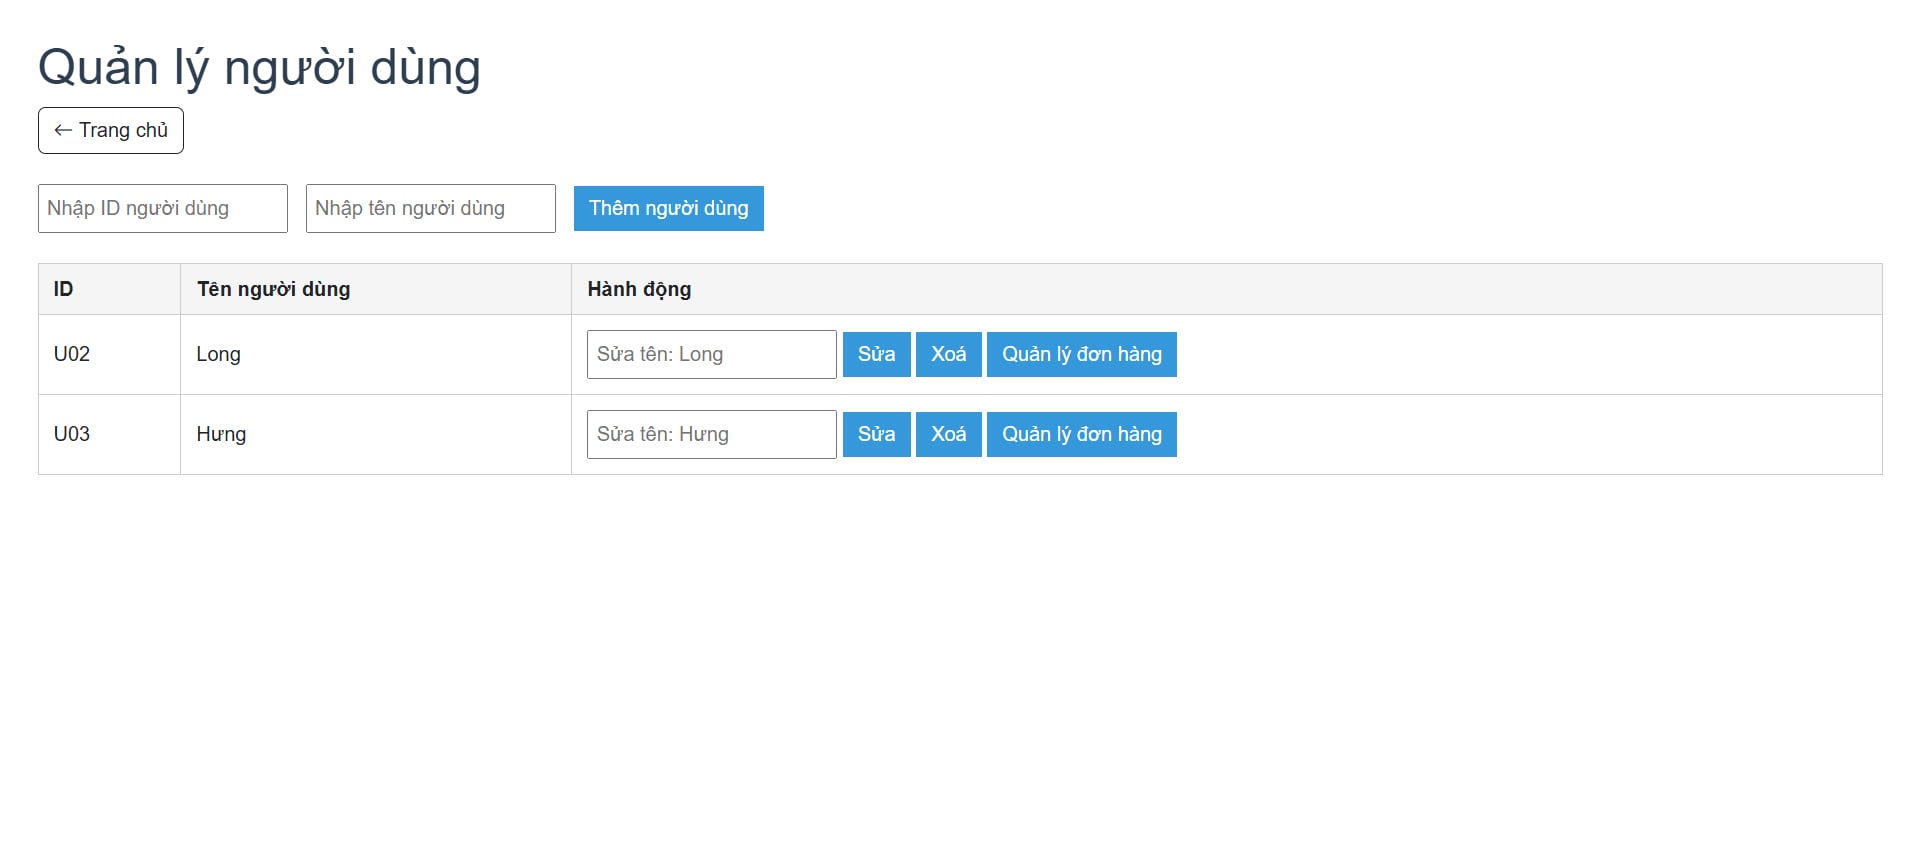 Quản lý người dùng
← Trang chủ
Nhập ID người dùng Nhập tên người dùng Thêm người dùng
ID Tên người dùng Hành động
U02 Long Sửa tên: Long Sửa Xoá Quản lý đơn hàng
U03 Hưng Sửa tên: Hưng Sửa Xoá Quản lý đơn hàng